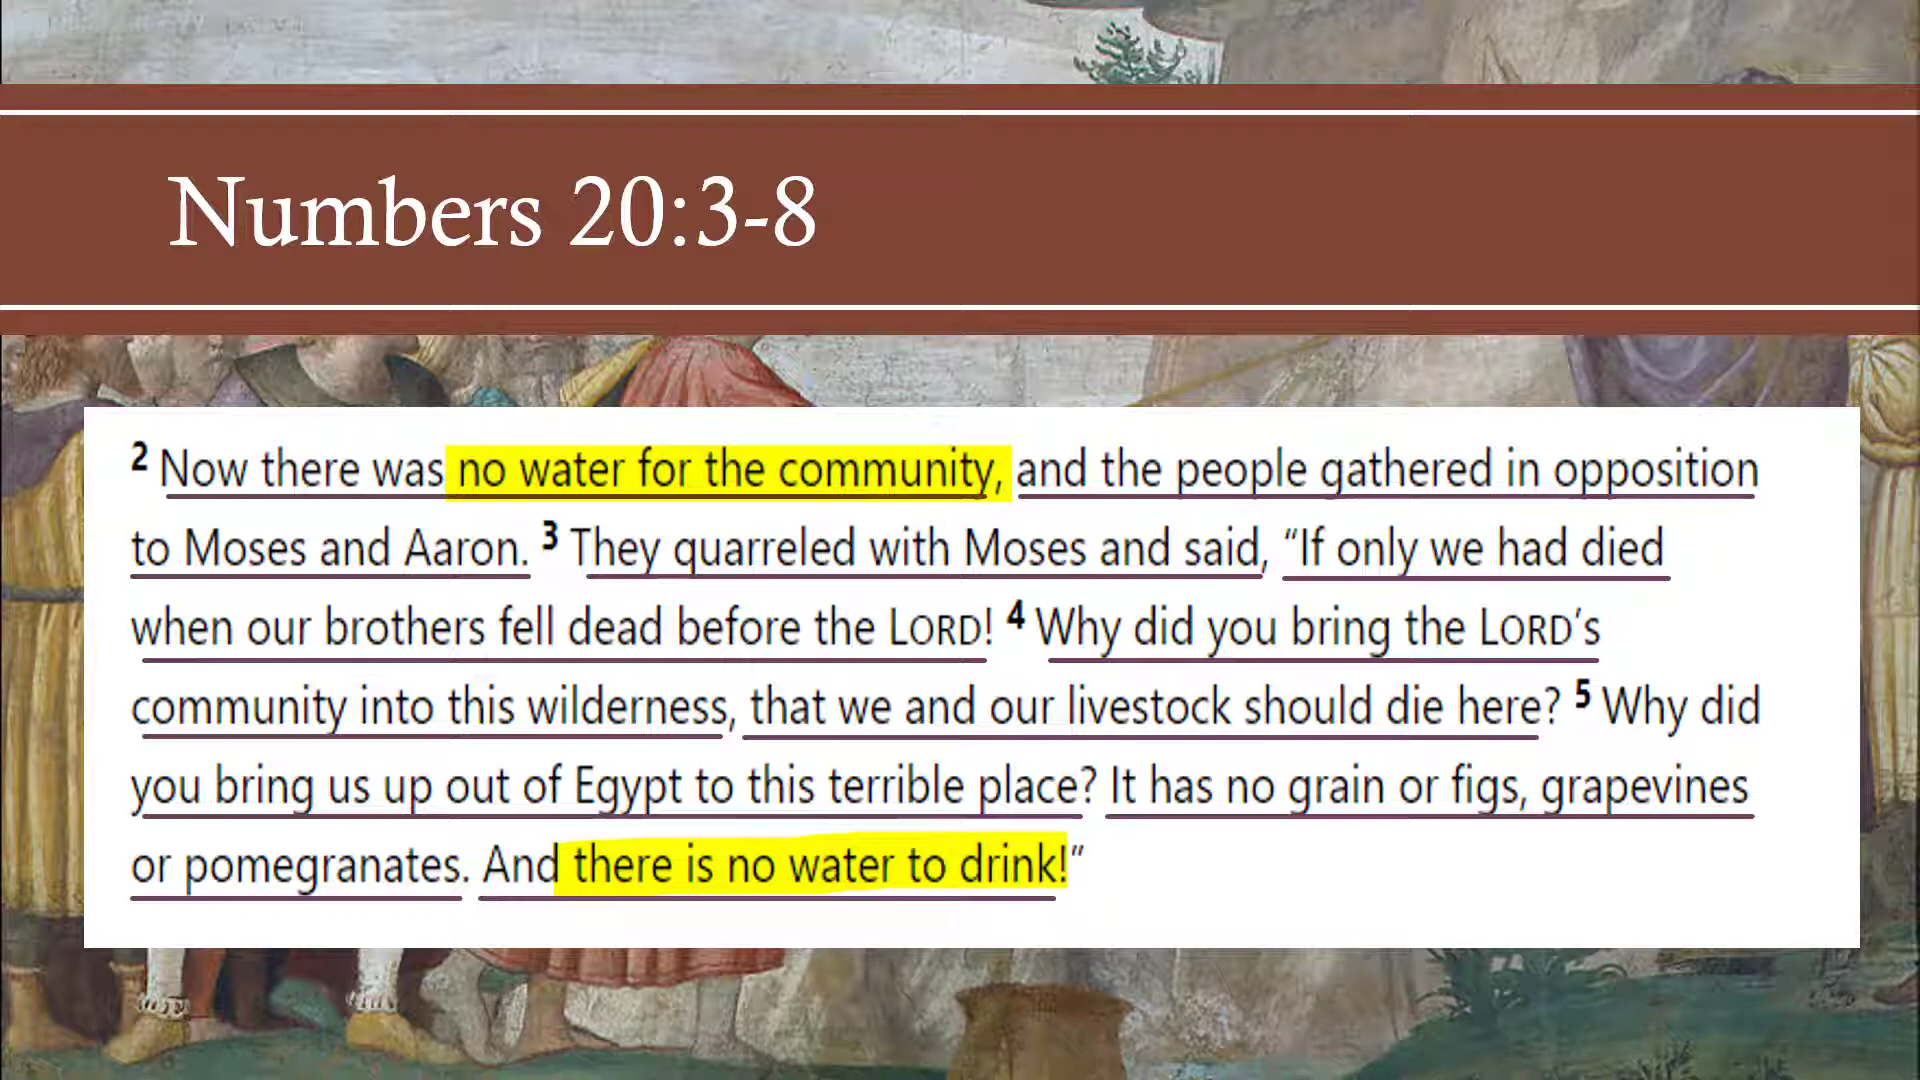 Numbers 20:3-8
2 Now there was no water for the community, and the people gathered in opposition
to Moses and Aaron. 3 They quarreled with Moses and said, “If only we had died
when our brothers fell dead before the LORD! 4 Why did you bring the LORD’s
community into this wilderness, that we and our livestock should die here? 5 Why did
you bring us up out of Egypt to this terrible place? It has no grain or figs, grapevines
or pomegranates. And there is no water to drink!”